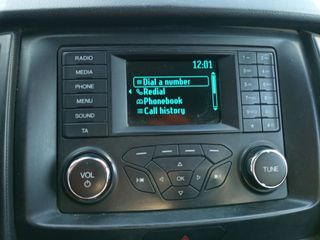 RADIO
MEDIA
PHONE
MENU
SOUND
TA
12:01
Dial a number
Redial
Phonebook
Call history
VOL
OK
TUNE